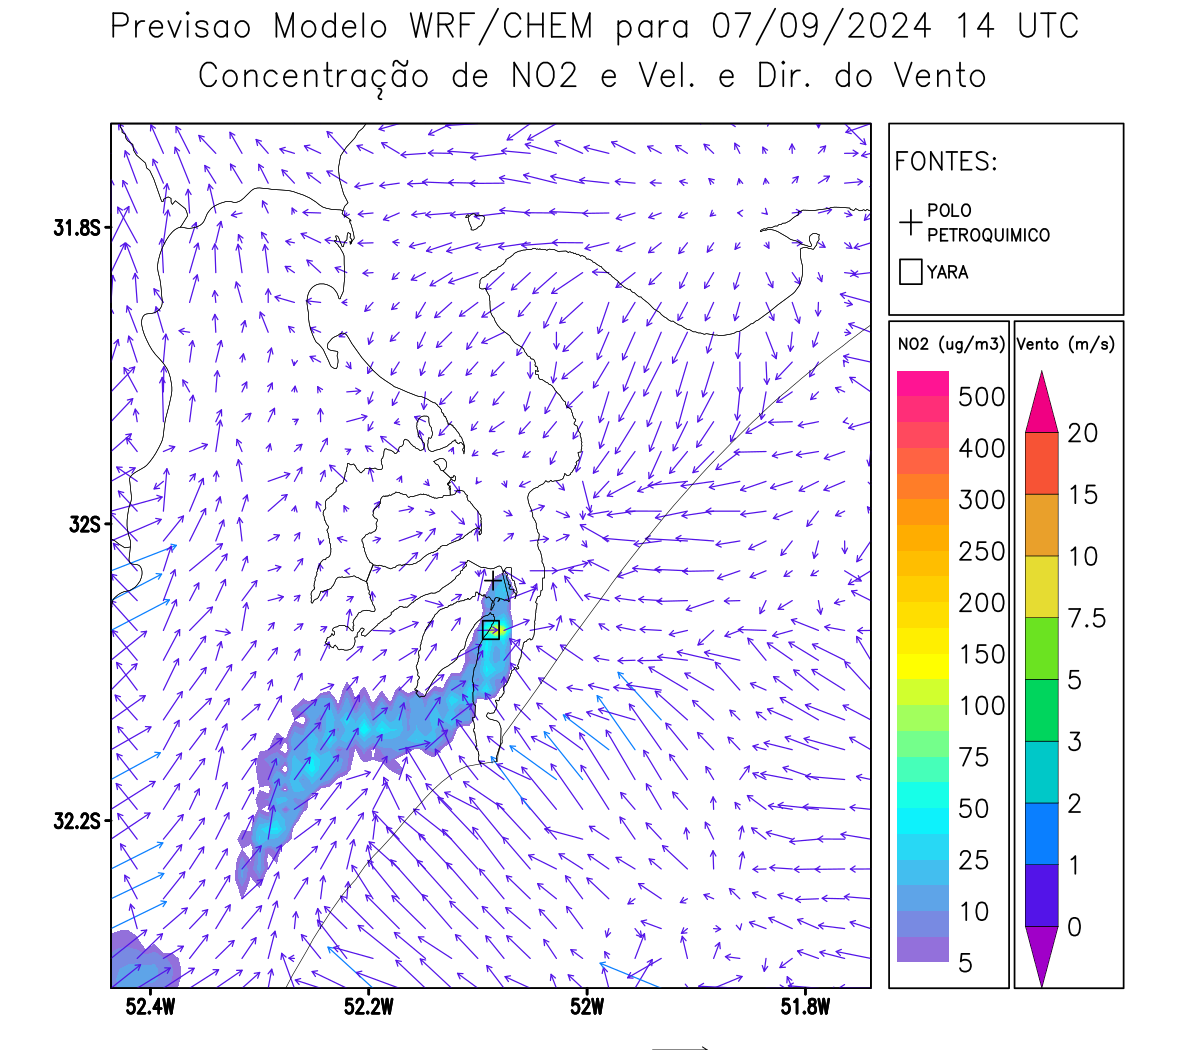 Previsao Modelo WRF/CHEM para 07/09/2024 14 UTC
Concentração de NO2 e Vel. e Dir. do Vento
FONTES:
POLO
PETROQUIMICO
YARA
NO2 (ug/m3)
500
400
300
250
200
150
100
75
50
25
10
5
Vento (m/s)
20
15
10
7.5
5
3
2
1
0
31.8S
32S
32.2S
52.4W 52.2W 52W 51.8W